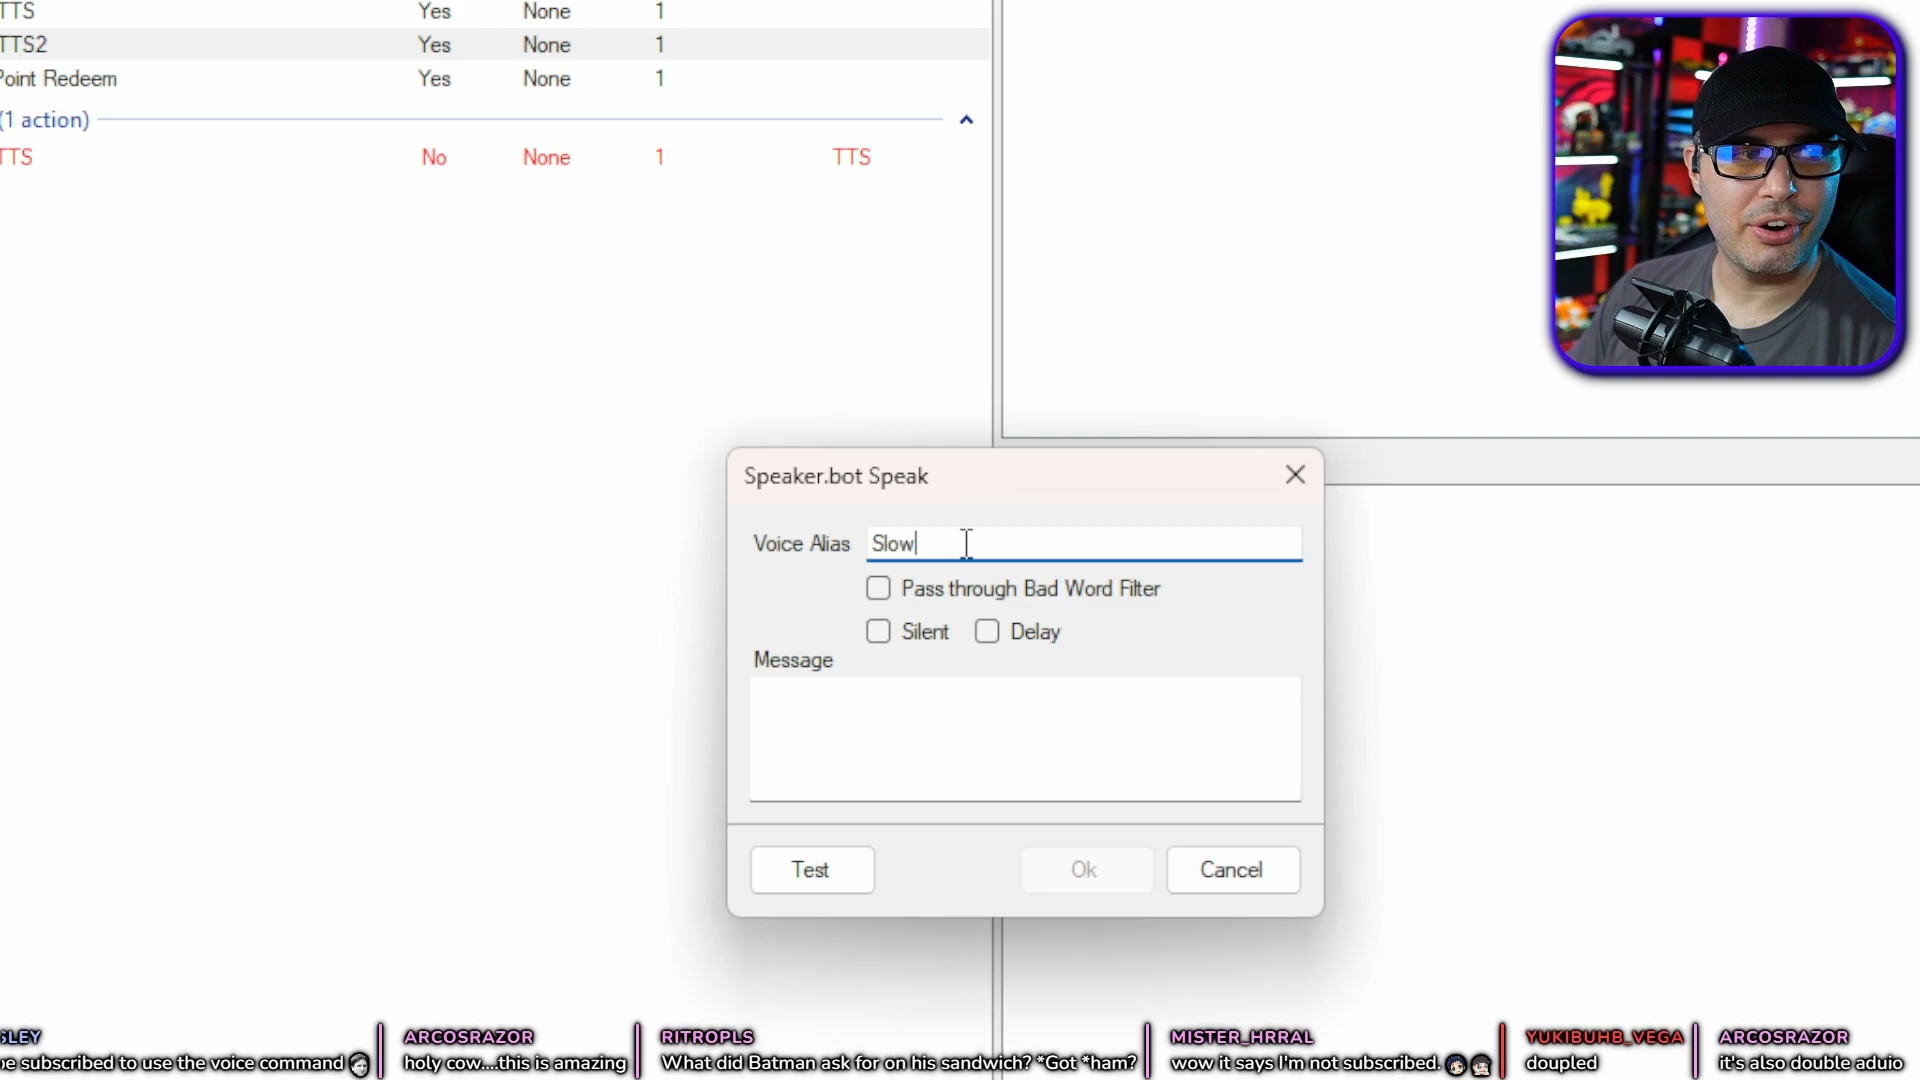 TTS Yes None 1
TTS2 Yes None 1
Point Redeem Yes None 1
(1 action)
TTS No None 1 TTS
Speaker.bot Speak
Voice Alias Slow
Pass through Bad Word Filter
Silent Delay
Message
Test Ok Cancel
SLEY ARCOSRAZOR RITROPLS MISTER_HRRAL YUKIBUHB_VEGA ARCOSRAZOR
be subscribed to use the voice command holy cow....this is amazing What did Batman ask for on his sandwich? *Got *ham? wow it says I'm not subscribed. doupled it's also double aduio